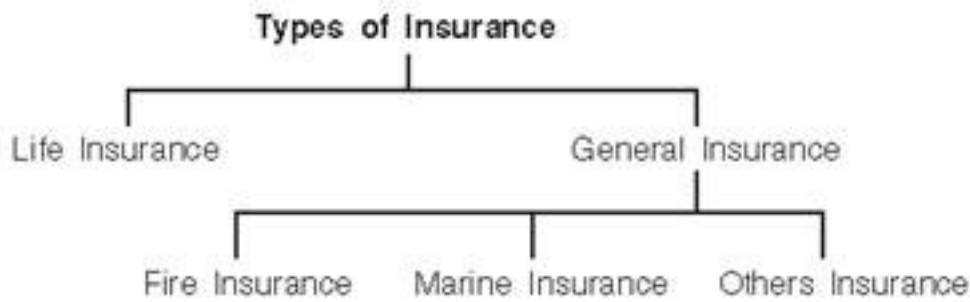 Types of Insurance
Life Insurance General Insurance
Fire Insurance Marine Insurance Others Insurance